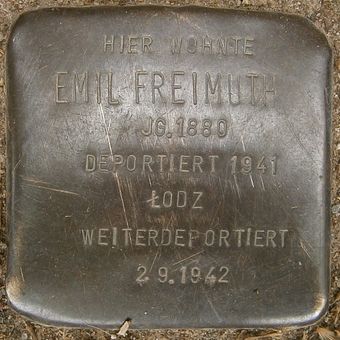 HIER WOHNTE
EMIL FREIMUTH
JG. 1880
DEPORTIERT 1941
ŁODZ
WEITERDEPORTIERT
2.9.1942